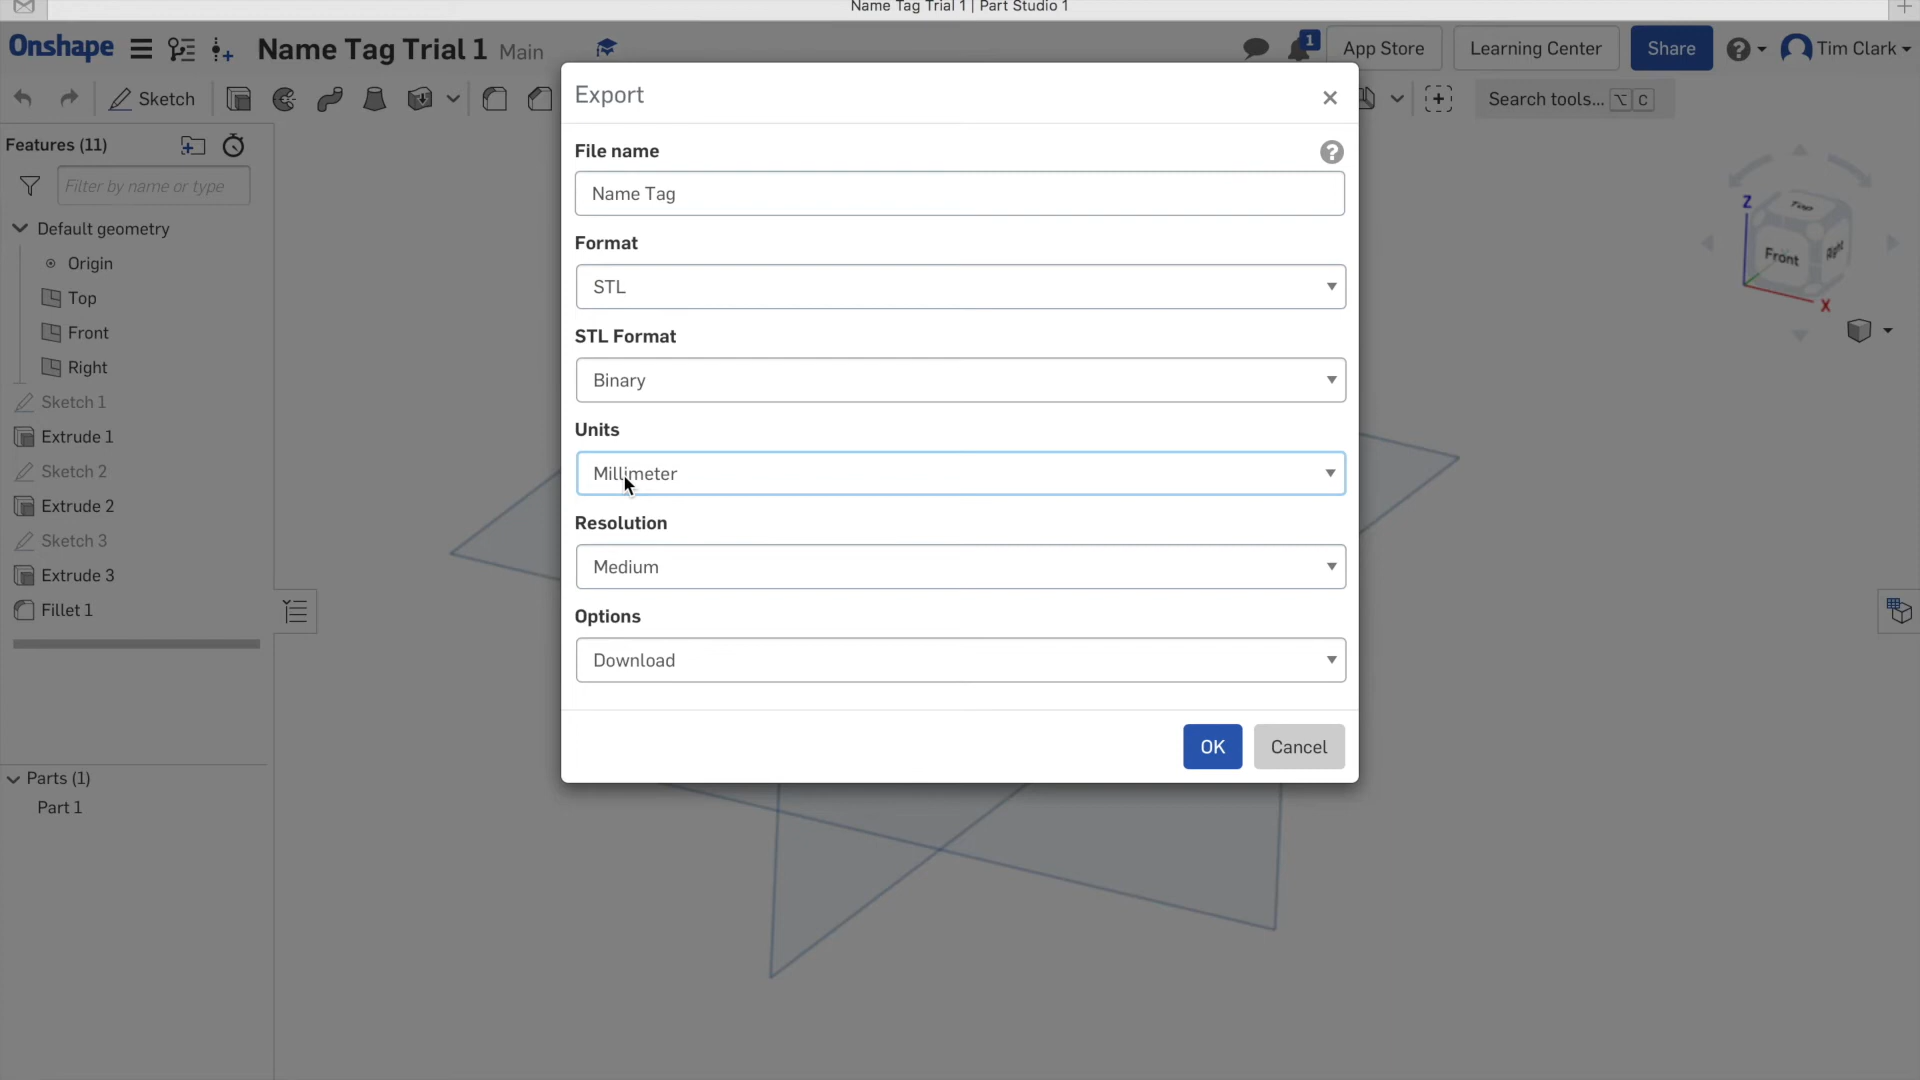 Name Tag Trial 1 | Part Studio 1
Onshape Name Tag Trial 1 Main 1 App Store Learning Center Share Tim Clark
Sketch Search tools... ⌥ C
Export
Features (11)
File name
Filter by name or type
Name Tag
Format
STL
Default geometry
Origin
Top
Front
Right
STL Format
Binary
Units
Millimeter
Resolution
Medium
Options
Download
OK Cancel
Sketch 1
Extrude 1
Sketch 2
Extrude 2
Sketch 3
Extrude 3
Fillet 1
Parts (1)
Part 1
Z
Top
Front
Right
X